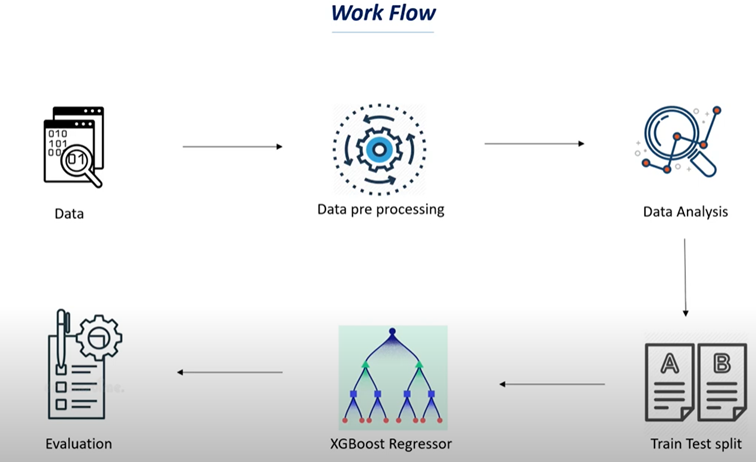 Work Flow
010
101
00
01
Data
Data pre processing
Data Analysis
A
B
Evaluation
XGBoost Regressor
Train Test split